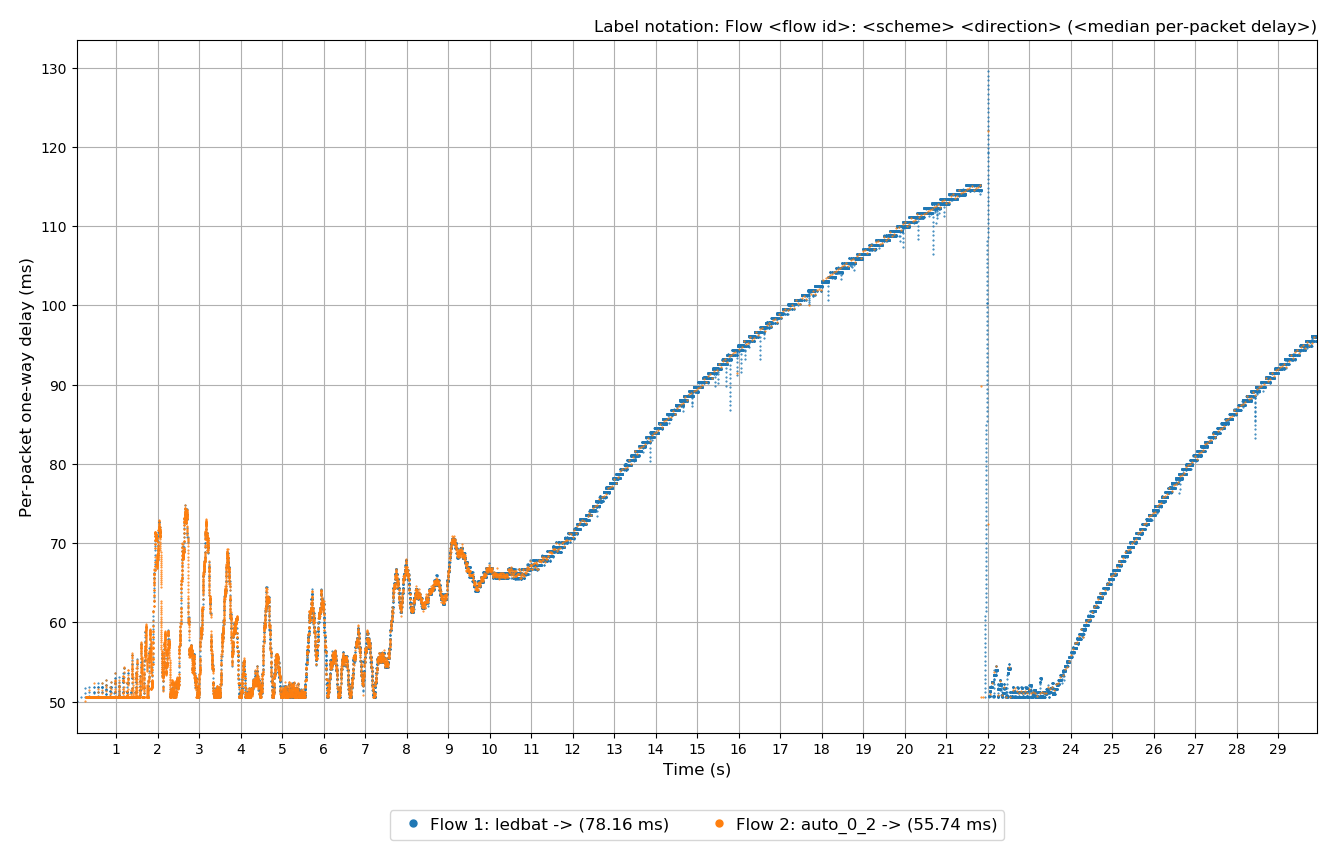 Label notation: Flow <flow id>: <scheme> <direction> (<median per-packet delay>)
Per-packet one-way delay (ms)
130
120
110
100
90
80
70
60
50
1 2 3 4 5 6 7 8 9 10 11 12 13 14 15 16 17 18 19 20 21 22 23 24 25 26 27 28 29
Time (s)
Flow 1: ledbat -> (78.16 ms) Flow 2: auto_0_2 -> (55.74 ms)